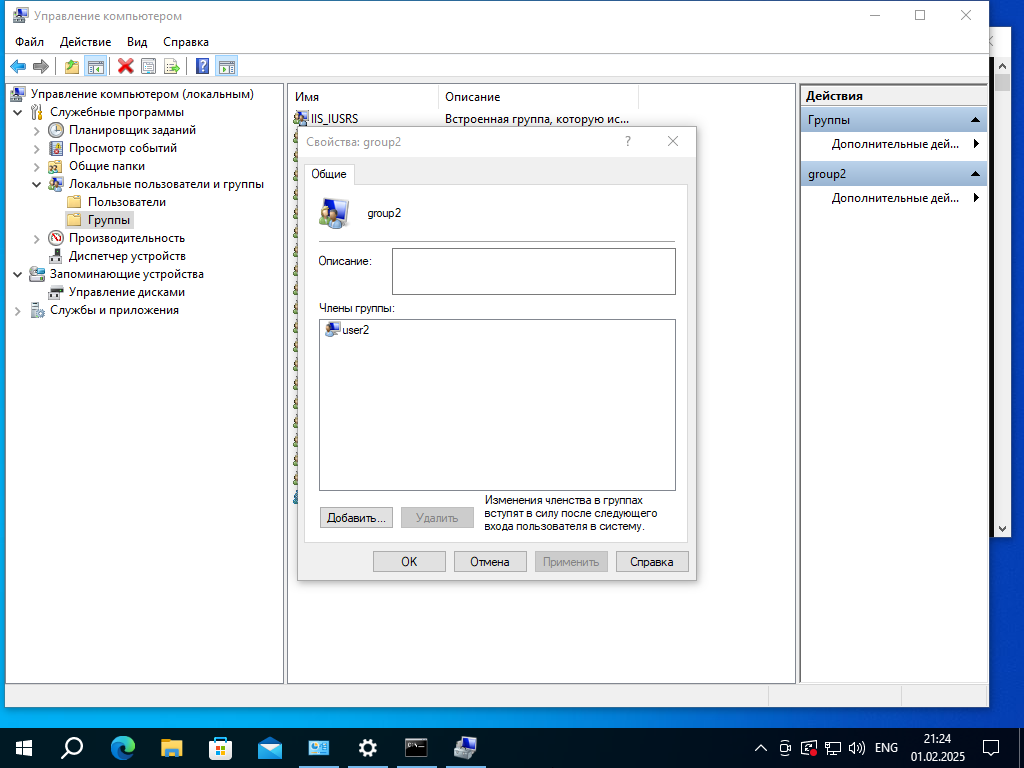 Управление компьютером
Файл Действие Вид Справка
Управление компьютером (локальным)
Служебные программы
Планировщик заданий
Просмотр событий
Общие папки
Локальные пользователи и группы
Пользователи
Группы
Производительность
Диспетчер устройств
Запоминающие устройства
Управление дисками
Службы и приложения
Имя Описание
IIS_IUSRS Встроенная группа, которую ис...
Свойства: group2
Общие
group2
Описание:
Члены группы:
user2
Добавить... Удалить
Изменения членства в группах
вступят в силу после следующего
входа пользователя в систему.
OK Отмена Применить Справка
Действия
Группы
Дополнительные дей...
group2
Дополнительные дей...
ENG
21:24
01.02.2025